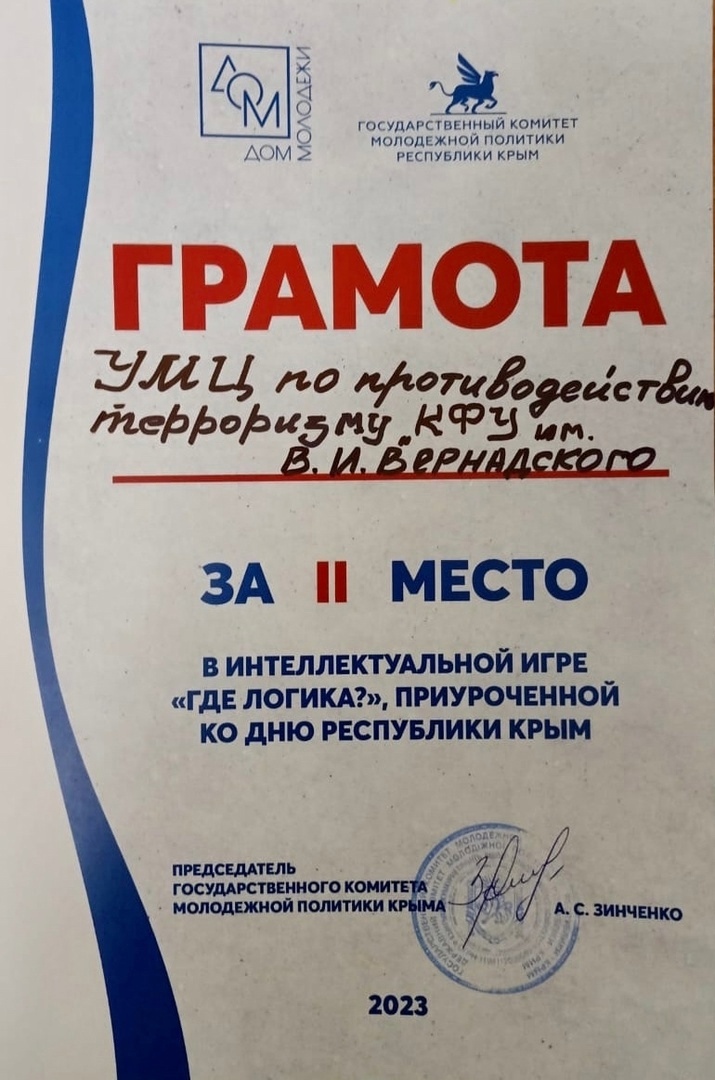 ДОМ
ДОМ
МОЛОДЕЖИ
ГОСУДАРСТВЕННЫЙ КОМИТЕТ
МОЛОДЕЖНОЙ ПОЛИТИКИ
РЕСПУБЛИКИ КРЫМ
ГРАМОТА
УМЦ по противодействию
терроризму „КФУ им.
В.И.ВЕРНАДСКОГО
ЗА II МЕСТО
В ИНТЕЛЛЕКТУАЛЬНОЙ ИГРЕ
«ГДЕ ЛОГИКА?», ПРИУРОЧЕННОЙ
КО ДНЮ РЕСПУБЛИКИ КРЫМ
ПРЕДСЕДАТЕЛЬ
ГОСУДАРСТВЕННОГО КОМИТЕТА
МОЛОДЕЖНОЙ ПОЛИТИКИ КРЫМА
А. С. ЗИНЧЕНКО
2023